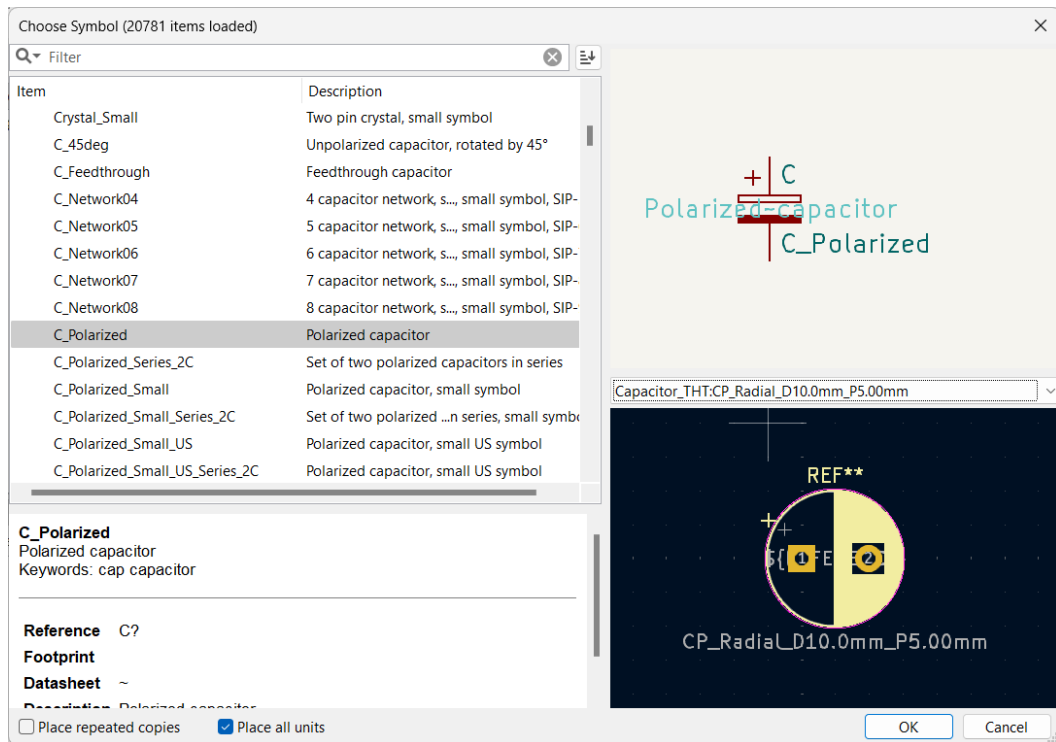 Choose Symbol (20781 items loaded)
Filter
Item Description
Crystal_Small Two pin crystal, small symbol
C_45deg Unpolarized capacitor, rotated by 45°
C_Feedthrough Feedthrough capacitor
C_Network04 4 capacitor network, s..., small symbol, SIP-
C_Network05 5 capacitor network, s..., small symbol, SIP-
C_Network06 6 capacitor network, s..., small symbol, SIP-
C_Network07 7 capacitor network, s..., small symbol, SIP-
C_Network08 8 capacitor network, s..., small symbol, SIP-
C_Polarized Polarized capacitor
C_Polarized_Series_2C Set of two polarized capacitors in series
C_Polarized_Small Polarized capacitor, small symbol
C_Polarized_Small_Series_2C Set of two polarized ...n series, small symbo
C_Polarized_Small_US Polarized capacitor, small US symbol
C_Polarized_Small_US_Series_2C Polarized capacitor, small US symbol
C_Polarized
Polarized capacitor
Keywords: cap capacitor
Reference C?
Footprint
Datasheet ~
Description Polarized capacitor
Place repeated copies Place all units
+ C
Polarized~capacitor
C_Polarized
Capacitor_THT:CP_Radial_D10.0mm_P5.00mm
REF**
+
1 2
CP_Radial_D10.0mm_P5.00mm
OK Cancel